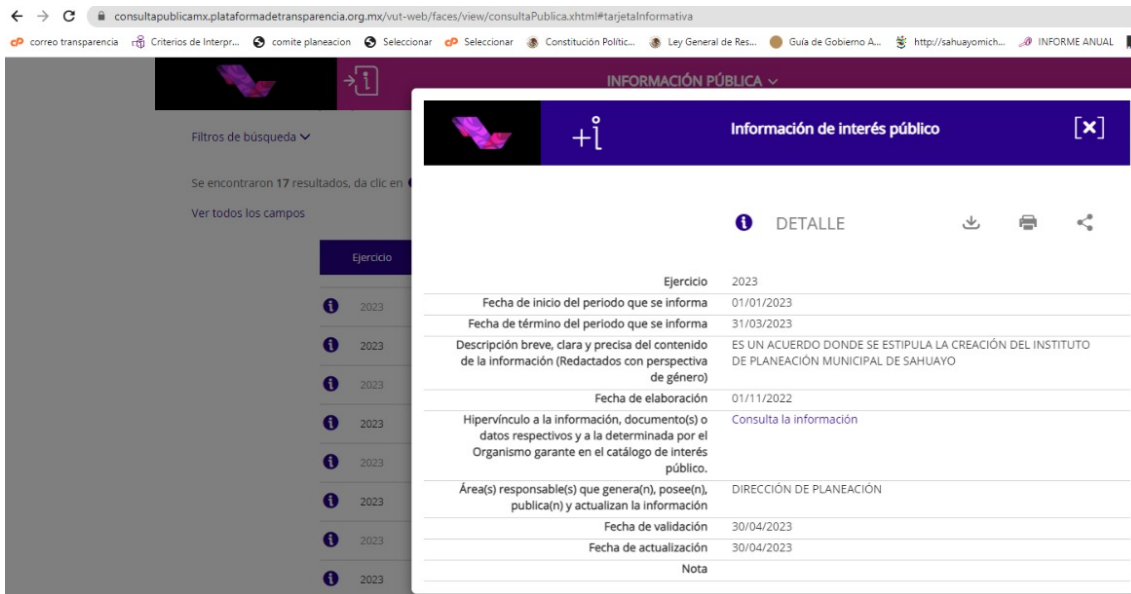 consultapublicamx.plataformadetransparencia.org.mx/vut-web/faces/view/consultaPublica.xhtml#tarjetaInformativa
correo transparencia Criterios de Interpr... comite planeacion Seleccionar Seleccionar Constitución Polític... Ley General de Res... Guía de Gobierno A... http://sahuayomich... INFORME ANUAL
INFORMACIÓN PÚBLICA
Información de interés público
Filtros de búsqueda
Se encontraron 17 resultados, da clic en
Ver todos los campos
DETALLE
Ejercicio
2023
2023
2023
2023
2023
2023
2023
2023
Ejercicio 2023
Fecha de inicio del periodo que se informa 01/01/2023
Fecha de término del periodo que se informa 31/03/2023
Descripción breve, clara y precisa del contenido
de la información (Redactados con perspectiva
de género)
ES UN ACUERDO DONDE SE ESTIPULA LA CREACIÓN DEL INSTITUTO
DE PLANEACIÓN MUNICIPAL DE SAHUAYO
Fecha de elaboración 01/11/2022
Hipervínculo a la información, documento(s) o
datos respectivos y a la determinada por el
Organismo garante en el catálogo de interés
público.
Consulta la información
Área(s) responsable(s) que genera(n), posee(n),
publica(n) y actualizan la información
DIRECCIÓN DE PLANEACIÓN
Fecha de validación 30/04/2023
Fecha de actualización 30/04/2023
Nota